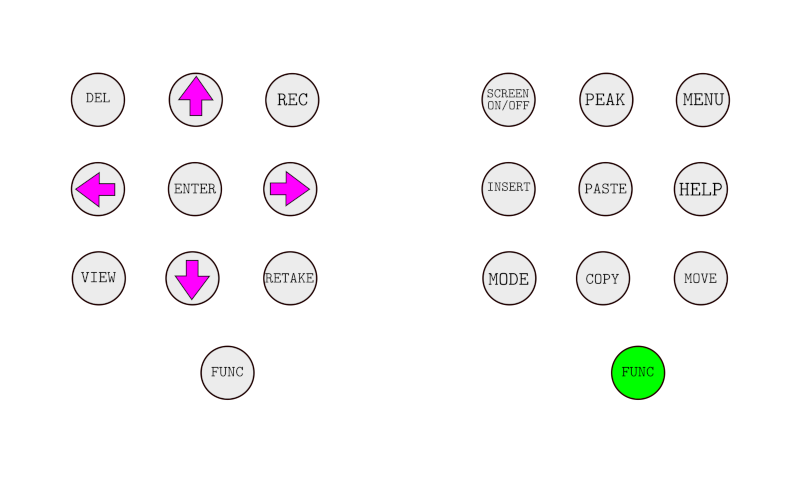 DEL
REC
ENTER
VIEW
RETAKE
FUNC
SCREEN
ON/OFF
PEAK
MENU
INSERT
PASTE
HELP
MODE
COPY
MOVE
FUNC